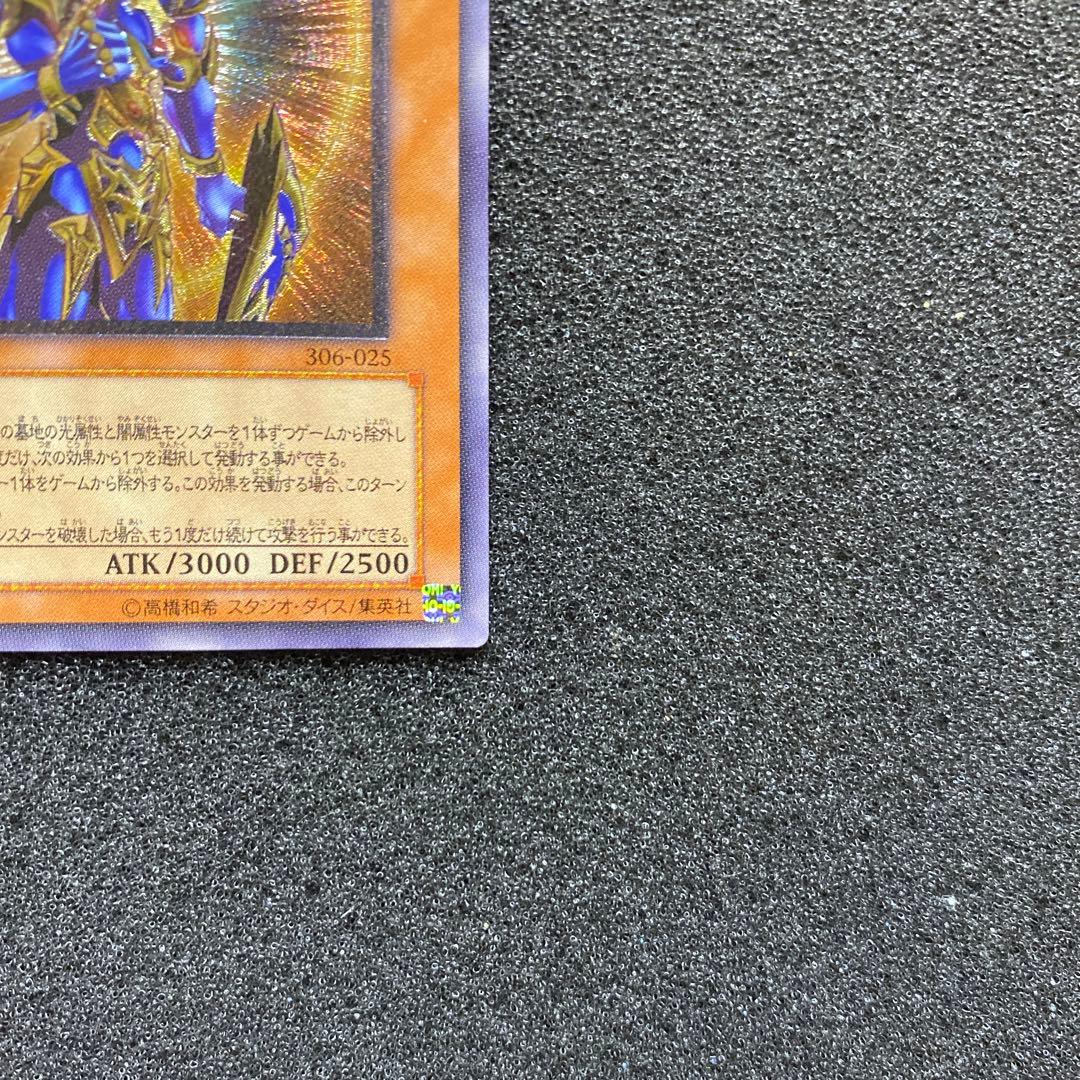 306-025
の墓地の光属性と闇属性モンスターを1体ずつゲームから除外し
度だけ、次の効果から1つを選択して発動する事ができる。
ー1体をゲームから除外する。この効果を発動する場合、このターン
ンスターを破壊した場合、もう1度だけ続けて攻撃を行う事ができる。
ATK/3000 DEF/2500
©高橋和希 スタジオ・ダイス/集英社